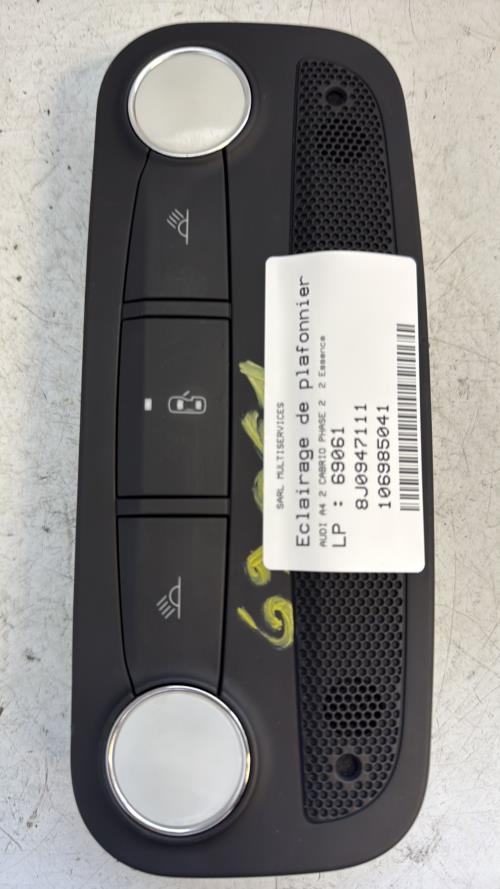 SARL MULTISERVICES
Eclairage de plafonnier
AUDI A4 2 CABRIO PHASE 2 2 Essence
LP : 69061
8J0947111
106985041